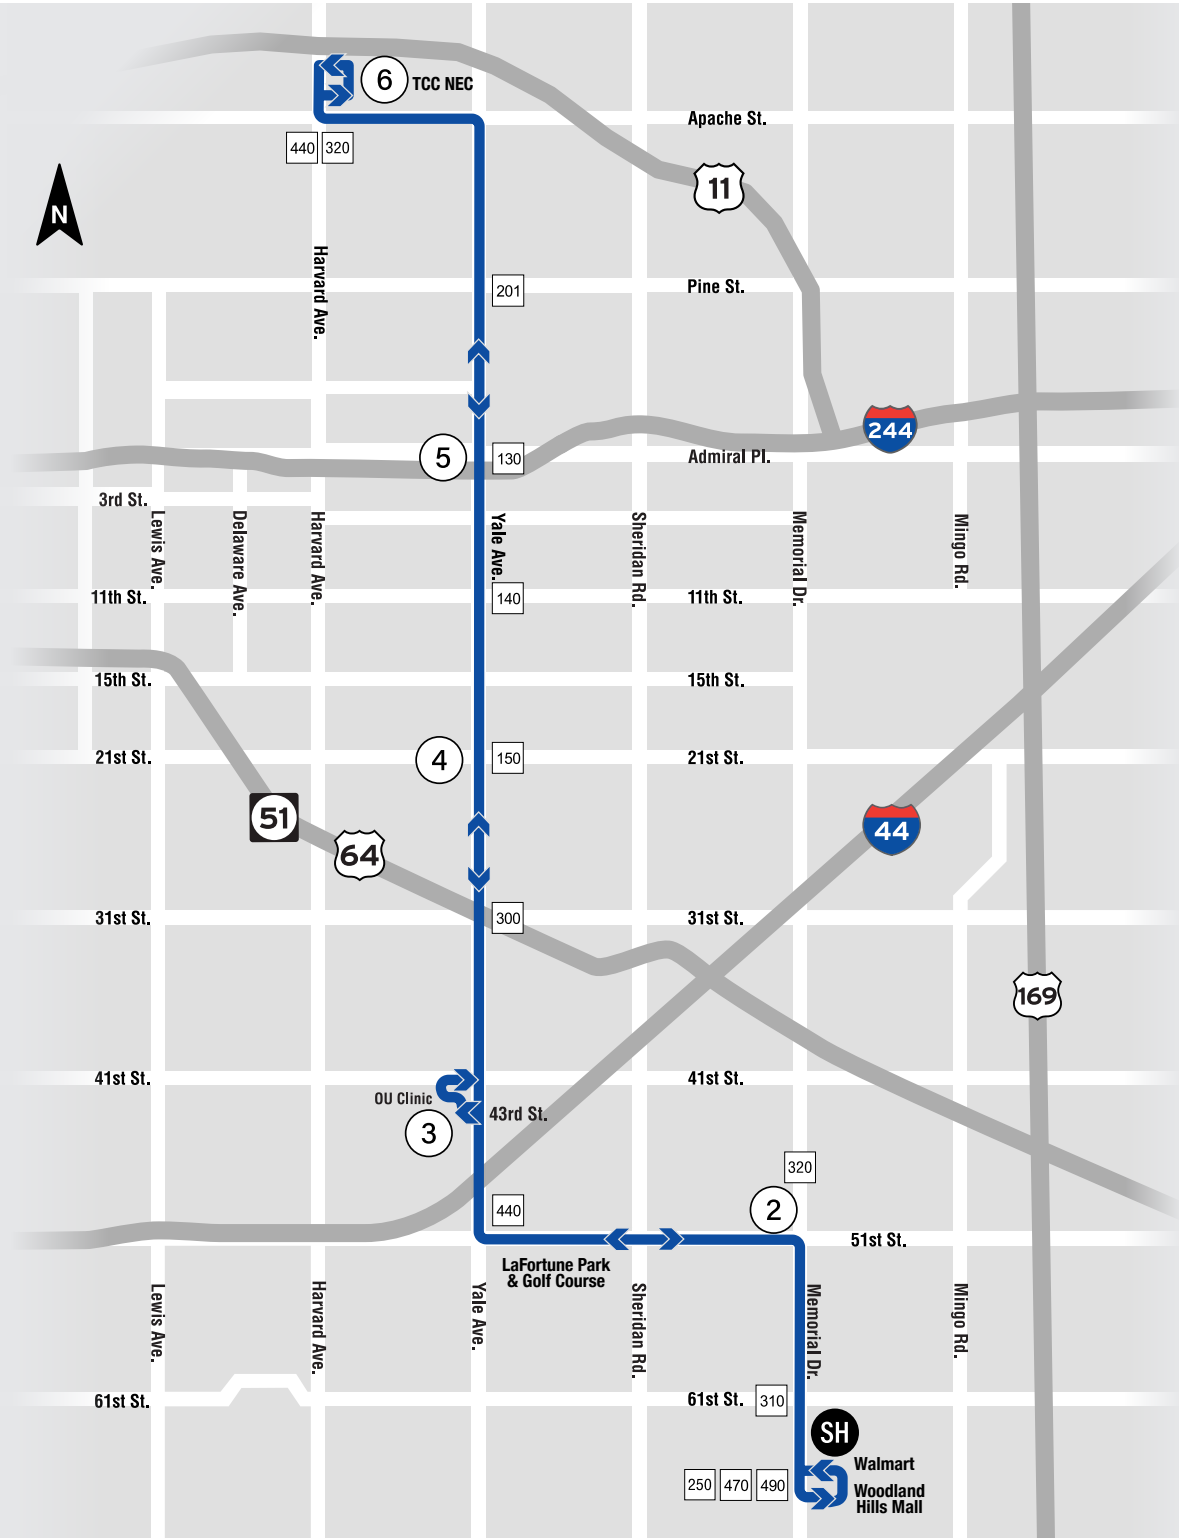 6
TCC NEC
Apache St.
440
320
11
N
Harvard Ave.
201
Pine St.
244
5
130
Admiral Pl.
3rd St.
Lewis Ave.
Delaware Ave.
Harvard Ave.
Yale Ave.
Sheridan Rd.
Memorial Dr.
Mingo Rd.
11th St.
140
11th St.
15th St.
15th St.
21st St.
4
150
21st St.
51
64
44
31st St.
300
31st St.
169
41st St.
41st St.
OU Clinic
43rd St.
3
320
2
440
51st St.
LaFortune Park
& Golf Course
Lewis Ave.
Harvard Ave.
Yale Ave.
Sheridan Rd.
Memorial Dr.
Mingo Rd.
61st St.
61st St.
310
SH
Walmart
250
470
490
Woodland
Hills Mall